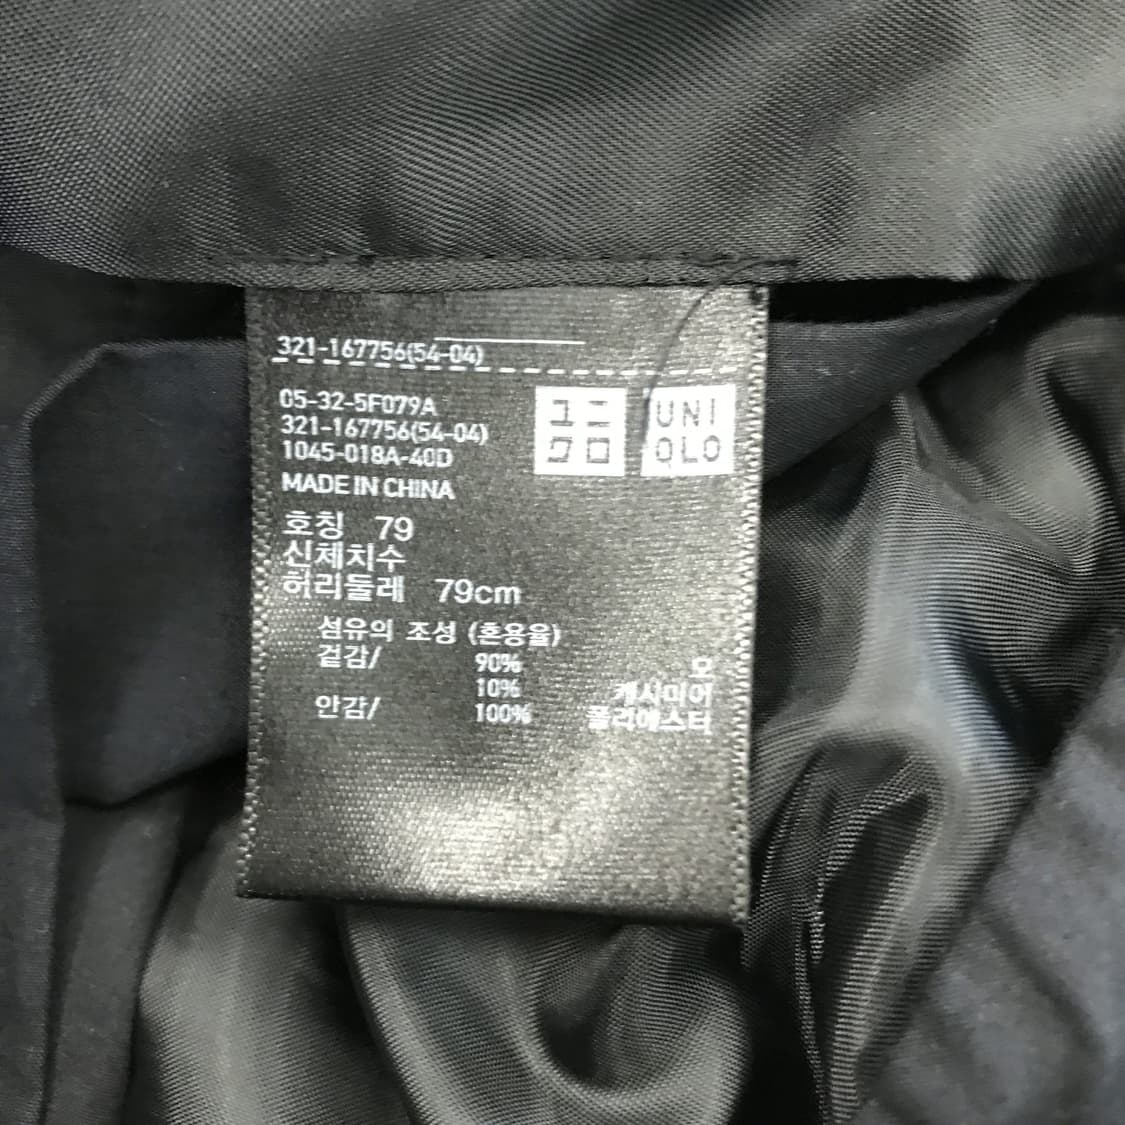 321-167756(54-04)
05-32-5F079A
321-167756(54-04)
1045-018A-40D
MADE IN CHINA
ユニ
クロ
UNI
QLO
호칭 79
신체치수
허리둘레 79cm
섬유의 조성 (혼용율)
겉감/ 90% 모
10% 캐시미어
안감/ 100% 폴리에스터